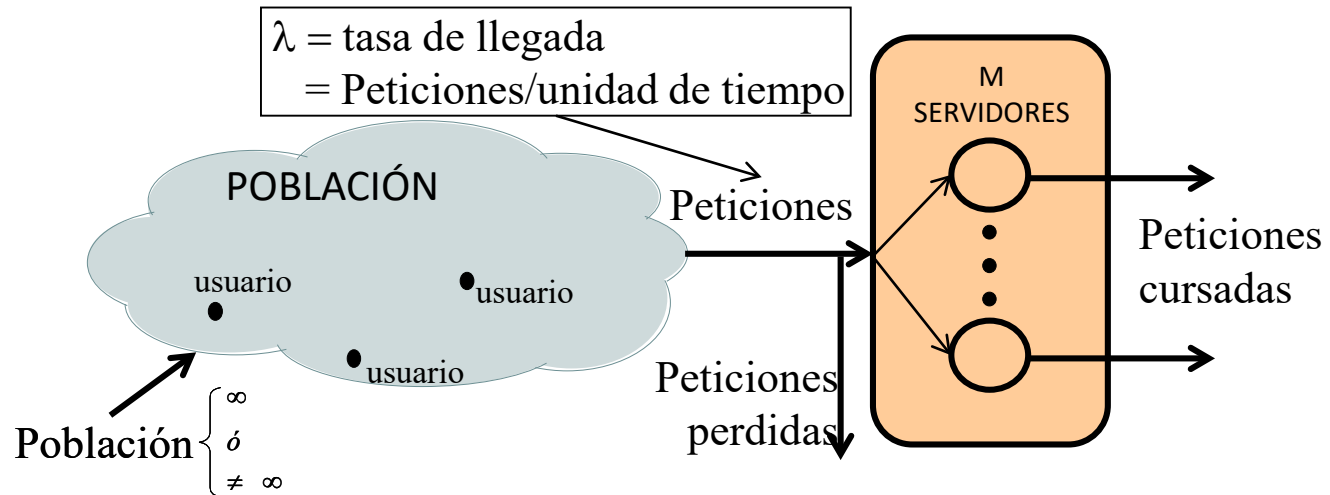 λ = tasa de llegada
= Peticiones/unidad de tiempo
M
SERVIDORES
POBLACIÓN
Peticiones
usuario
usuario
usuario
Peticiones
cursadas
Peticiones
perdidas
∞
Población { ó
≠ ∞